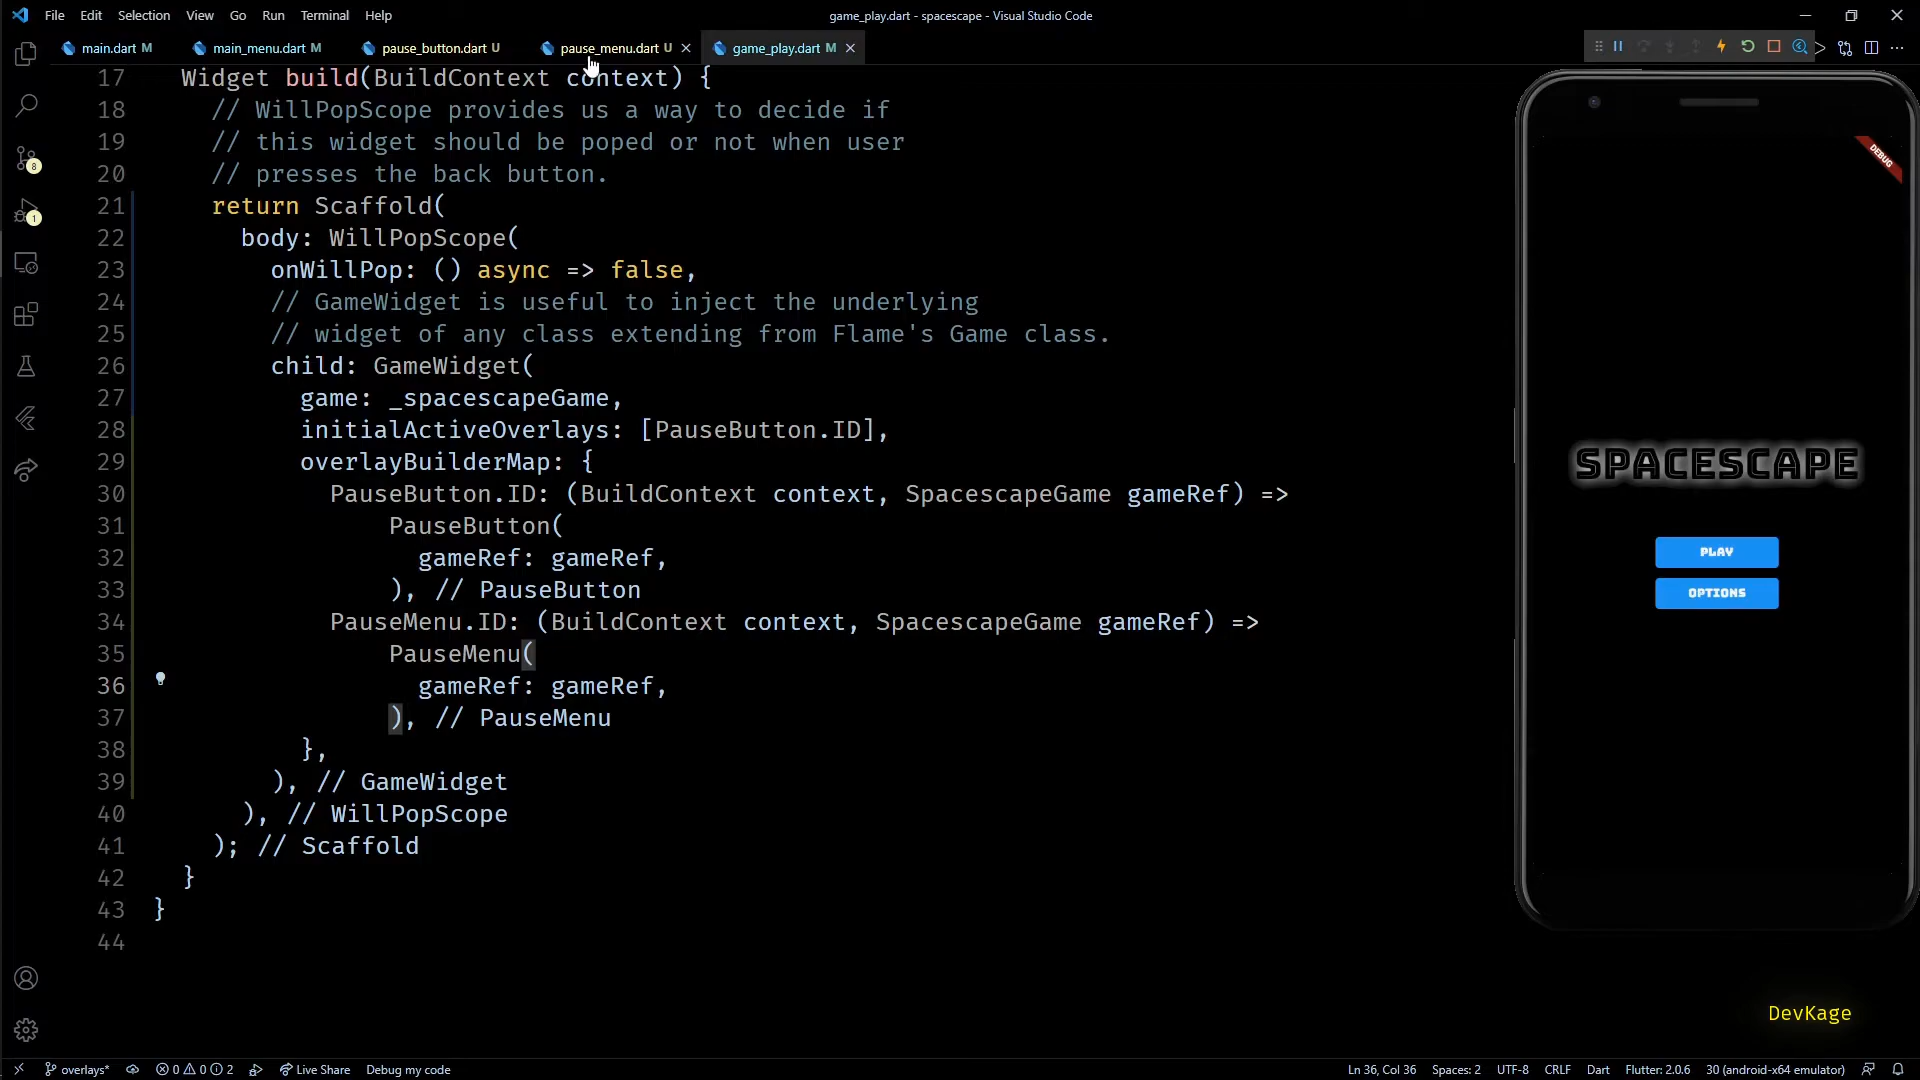 File Edit Selection View Go Run Terminal Help
game_play.dart - spacescape - Visual Studio Code
main.dart M
main_menu.dart M
pause_button.dart U
pause_menu.dart U
game_play.dart M
17 Widget build(BuildContext context) {
18 // WillPopScope provides us a way to decide if
19 // this widget should be poped or not when user
20 // presses the back button.
21 return Scaffold(
22 body: WillPopScope(
23 onWillPop: () async => false,
24 // GameWidget is useful to inject the underlying
25 // widget of any class extending from Flame's Game class.
26 child: GameWidget(
27 game: _spacescapeGame,
28 initialActiveOverlays: [PauseButton.ID],
29 overlayBuilderMap: {
30 PauseButton.ID: (BuildContext context, SpacescapeGame gameRef) =>
31 PauseButton(
32 gameRef: gameRef,
33 ), // PauseButton
34 PauseMenu.ID: (BuildContext context, SpacescapeGame gameRef) =>
35 PauseMenu(
36 gameRef: gameRef,
37 ), // PauseMenu
38 },
39 ), // GameWidget
40 ), // WillPopScope
41 ); // Scaffold
42 }
43 }
44
8
1
DEBUG
SPACESCAPE
PLAY
OPTIONS
DevKage
overlays* 0 0 2 Live Share Debug my code
Ln 36, Col 36 Spaces: 2 UTF-8 CRLF Dart Flutter: 2.0.6 30 (android-x64 emulator)